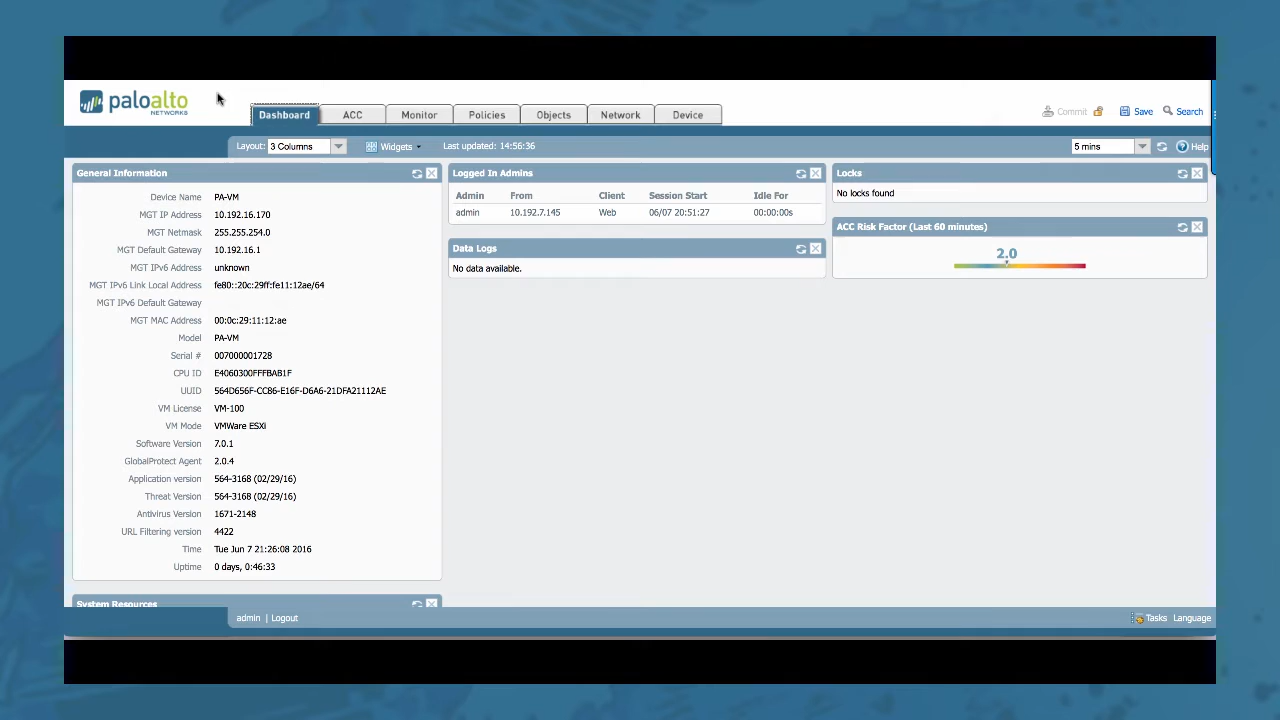 paloalto
NETWORKS
Dashboard ACC Monitor Policies Objects Network Device
Commit Save Search
Layout: 3 Columns Widgets Last updated: 14:56:36 5 mins Help
General Information
Device Name PA-VM
MGT IP Address 10.192.16.170
MGT Netmask 255.255.254.0
MGT Default Gateway 10.192.16.1
MGT IPv6 Address unknown
MGT IPv6 Link Local Address fe80::20c:29ff:fe11:12ae/64
MGT IPv6 Default Gateway
MGT MAC Address 00:0c:29:11:12:ae
Model PA-VM
Serial # 007000001728
CPU ID E4060300FFFBAB1F
UUID 564D656F-CC86-E16F-D6A6-21DFA21112AE
VM License VM-100
VM Mode VMWare ESXi
Software Version 7.0.1
GlobalProtect Agent 2.0.4
Application version 564-3168 (02/29/16)
Threat Version 564-3168 (02/29/16)
Antivirus Version 1671-2148
URL Filtering version 4422
Time Tue Jun 7 21:26:08 2016
Uptime 0 days, 0:46:33
System Resources
Logged In Admins
Admin From Client Session Start Idle For
admin 10.192.7.145 Web 06/07 20:51:27 00:00:00s
Data Logs
No data available.
Locks
No locks found
ACC Risk Factor (Last 60 minutes)
2.0
admin | Logout
Tasks Language